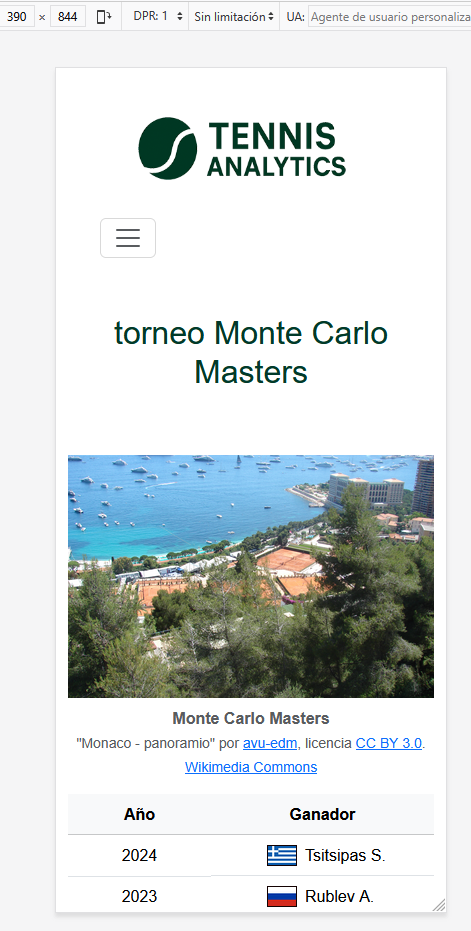 390 × 844 DPR: 1 Sin limitación UA: Agente de usuario personaliza
TENNIS
ANALYTICS
torneo Monte Carlo
Masters
Monte Carlo Masters
"Monaco - panoramio" por avu-edm, licencia CC BY 3.0.
Wikimedia Commons
Año Ganador
2024 Tsitsipas S.
2023 Rublev A.